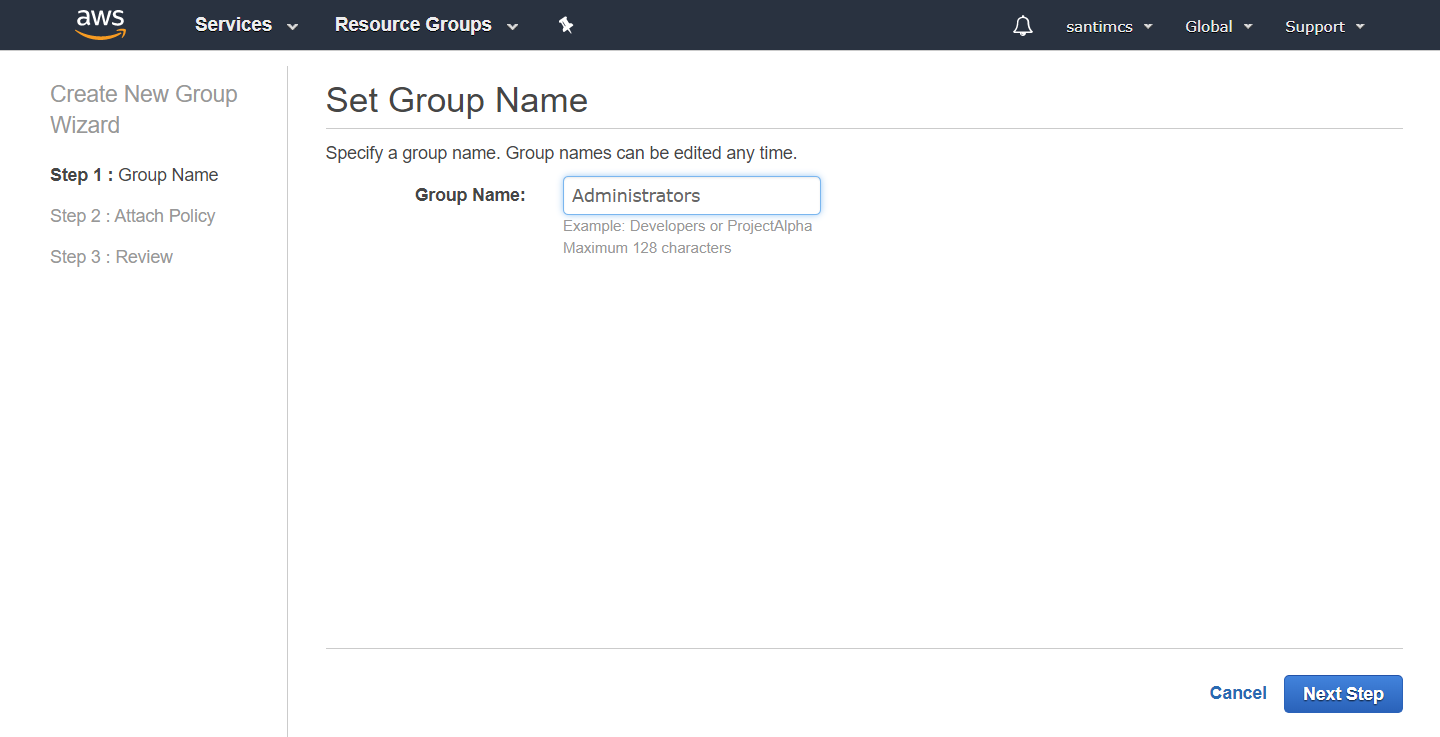 aws Services Resource Groups santimcs Global Support
Create New Group
Wizard
Step 1 : Group Name
Step 2 : Attach Policy
Step 3 : Review
Set Group Name
Specify a group name. Group names can be edited any time.
Group Name: Administrators
Example: Developers or ProjectAlpha
Maximum 128 characters
Cancel Next Step